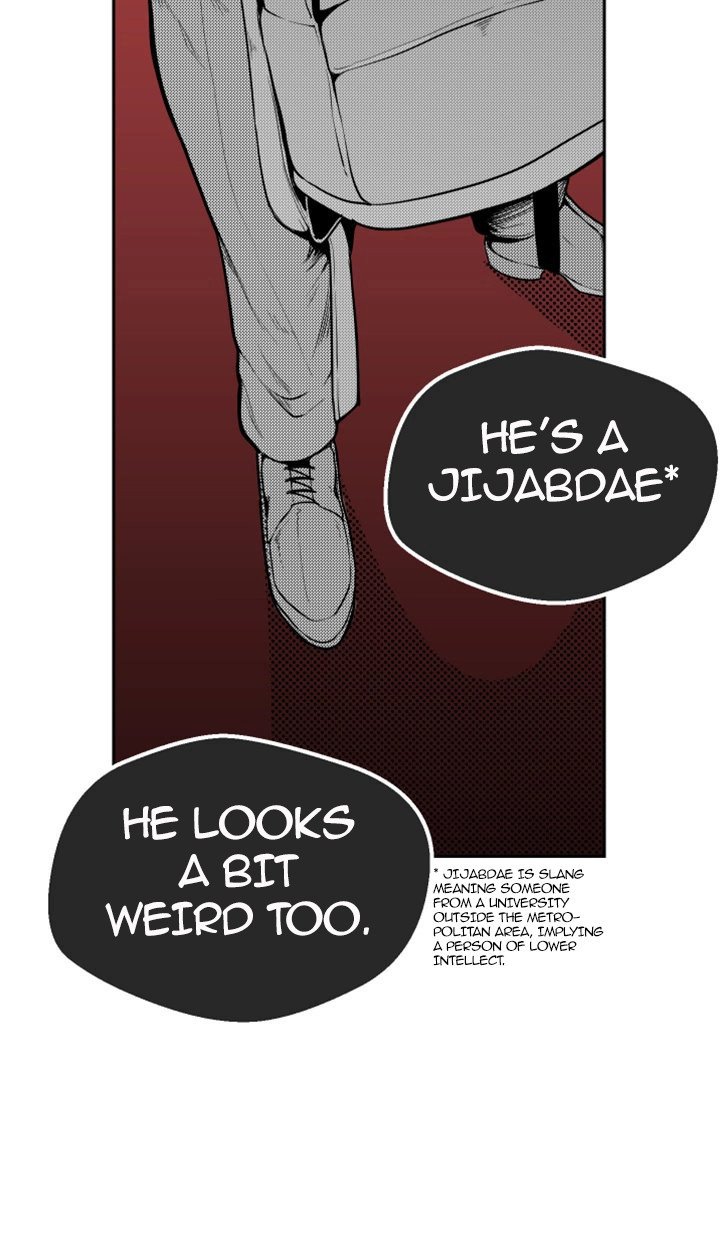 HE'S A
JIJABDAE*
HE LOOKS
A BIT
WEIRD TOO.
* JIJABDAE IS SLANG
MEANING SOMEONE
FROM A UNIVERSITY
OUTSIDE THE METRO-
POLITAN AREA, IMPLYING
A PERSON OF LOWER
INTELLECT.